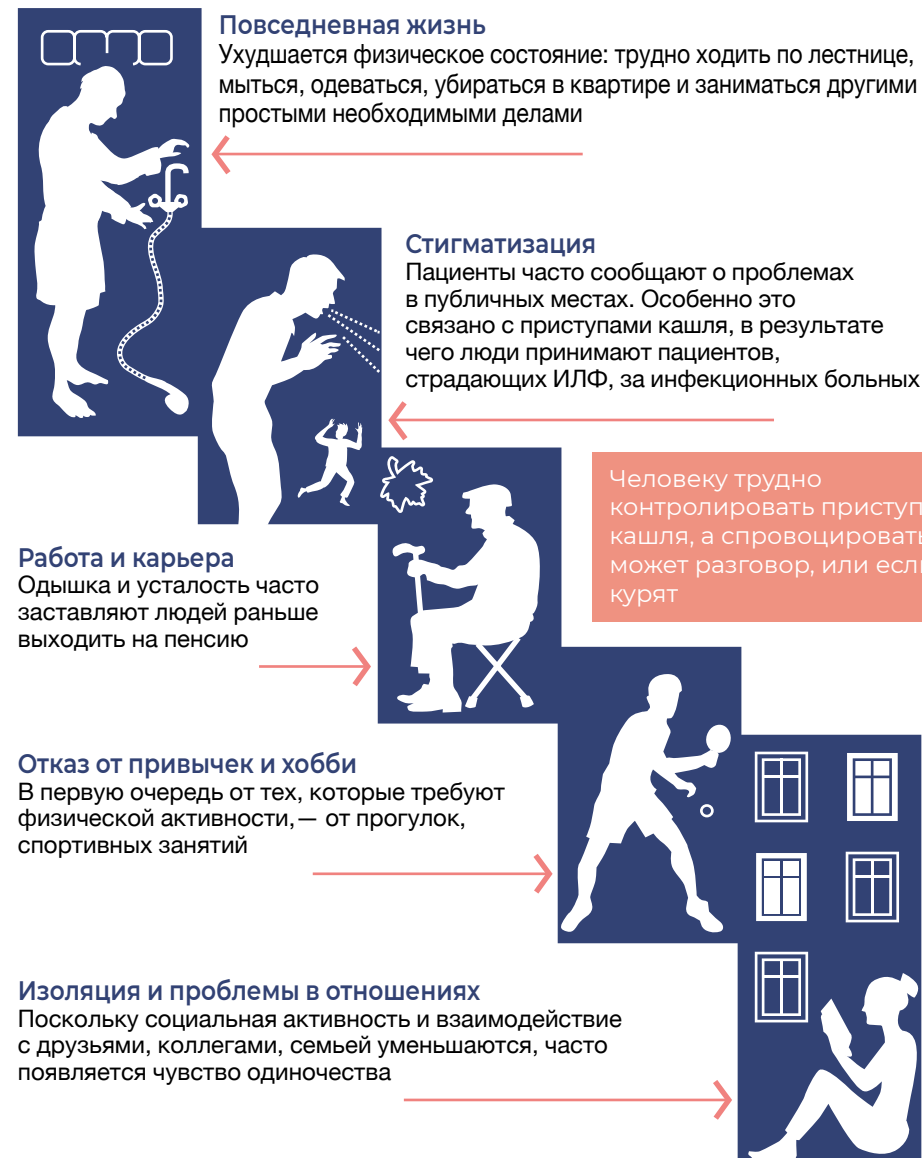 Повседневная жизнь
Ухудшается физическое состояние: трудно ходить по лестнице,
мыться, одеваться, убираться в квартире и заниматься другими
простыми необходимыми делами
Стигматизация
Пациенты часто сообщают о проблемах
в публичных местах. Особенно это
связано с приступами кашля, в результате
чего люди принимают пациентов,
страдающих ИЛФ, за инфекционных больных
Человеку трудно
контролировать приступ
кашля, а спровоцировать
может разговор, или если
курят
Работа и карьера
Одышка и усталость часто
заставляют людей раньше
выходить на пенсию
Отказ от привычек и хобби
В первую очередь от тех, которые требуют
физической активности,— от прогулок,
спортивных занятий
Изоляция и проблемы в отношениях
Поскольку социальная активность и взаимодействие
с друзьями, коллегами, семьей уменьшаются, часто
появляется чувство одиночества